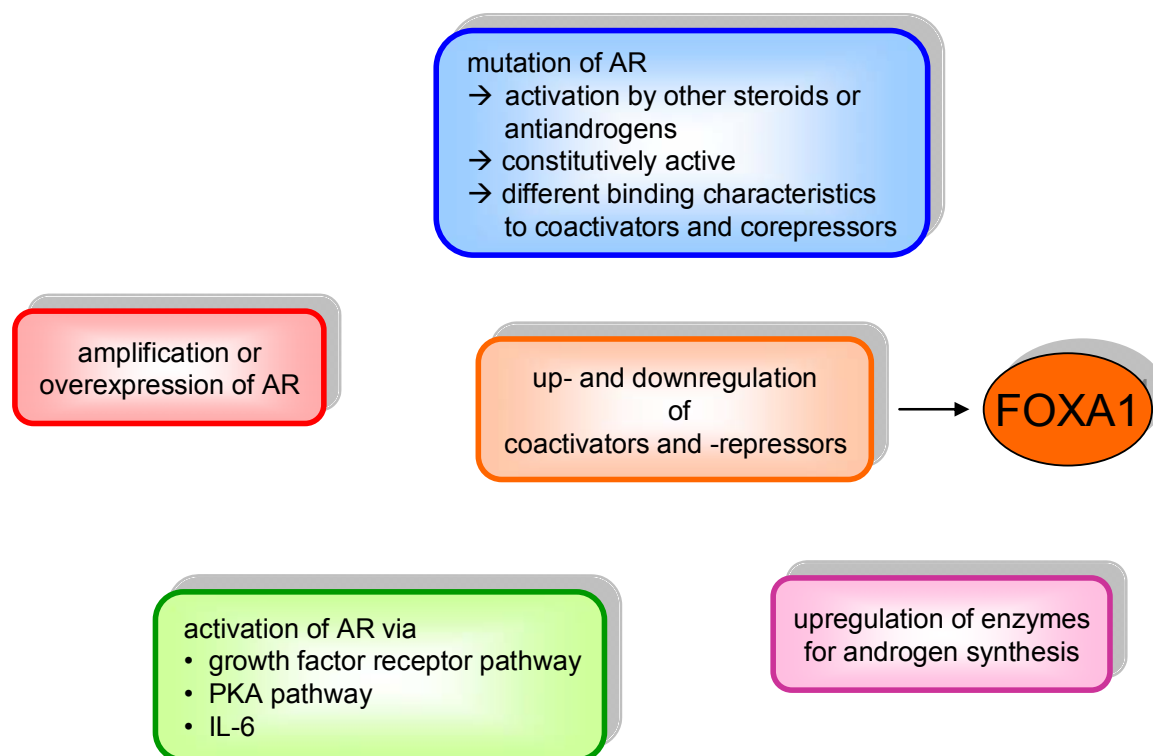 mutation of AR
→ activation by other steroids or
antiandrogens
→ constitutively active
→ different binding characteristics
to coactivators and corepressors
amplification or
overexpression of AR
up- and downregulation
of
coactivators and -repressors
FOXA1
activation of AR via
• growth factor receptor pathway
• PKA pathway
• IL-6
upregulation of enzymes
for androgen synthesis